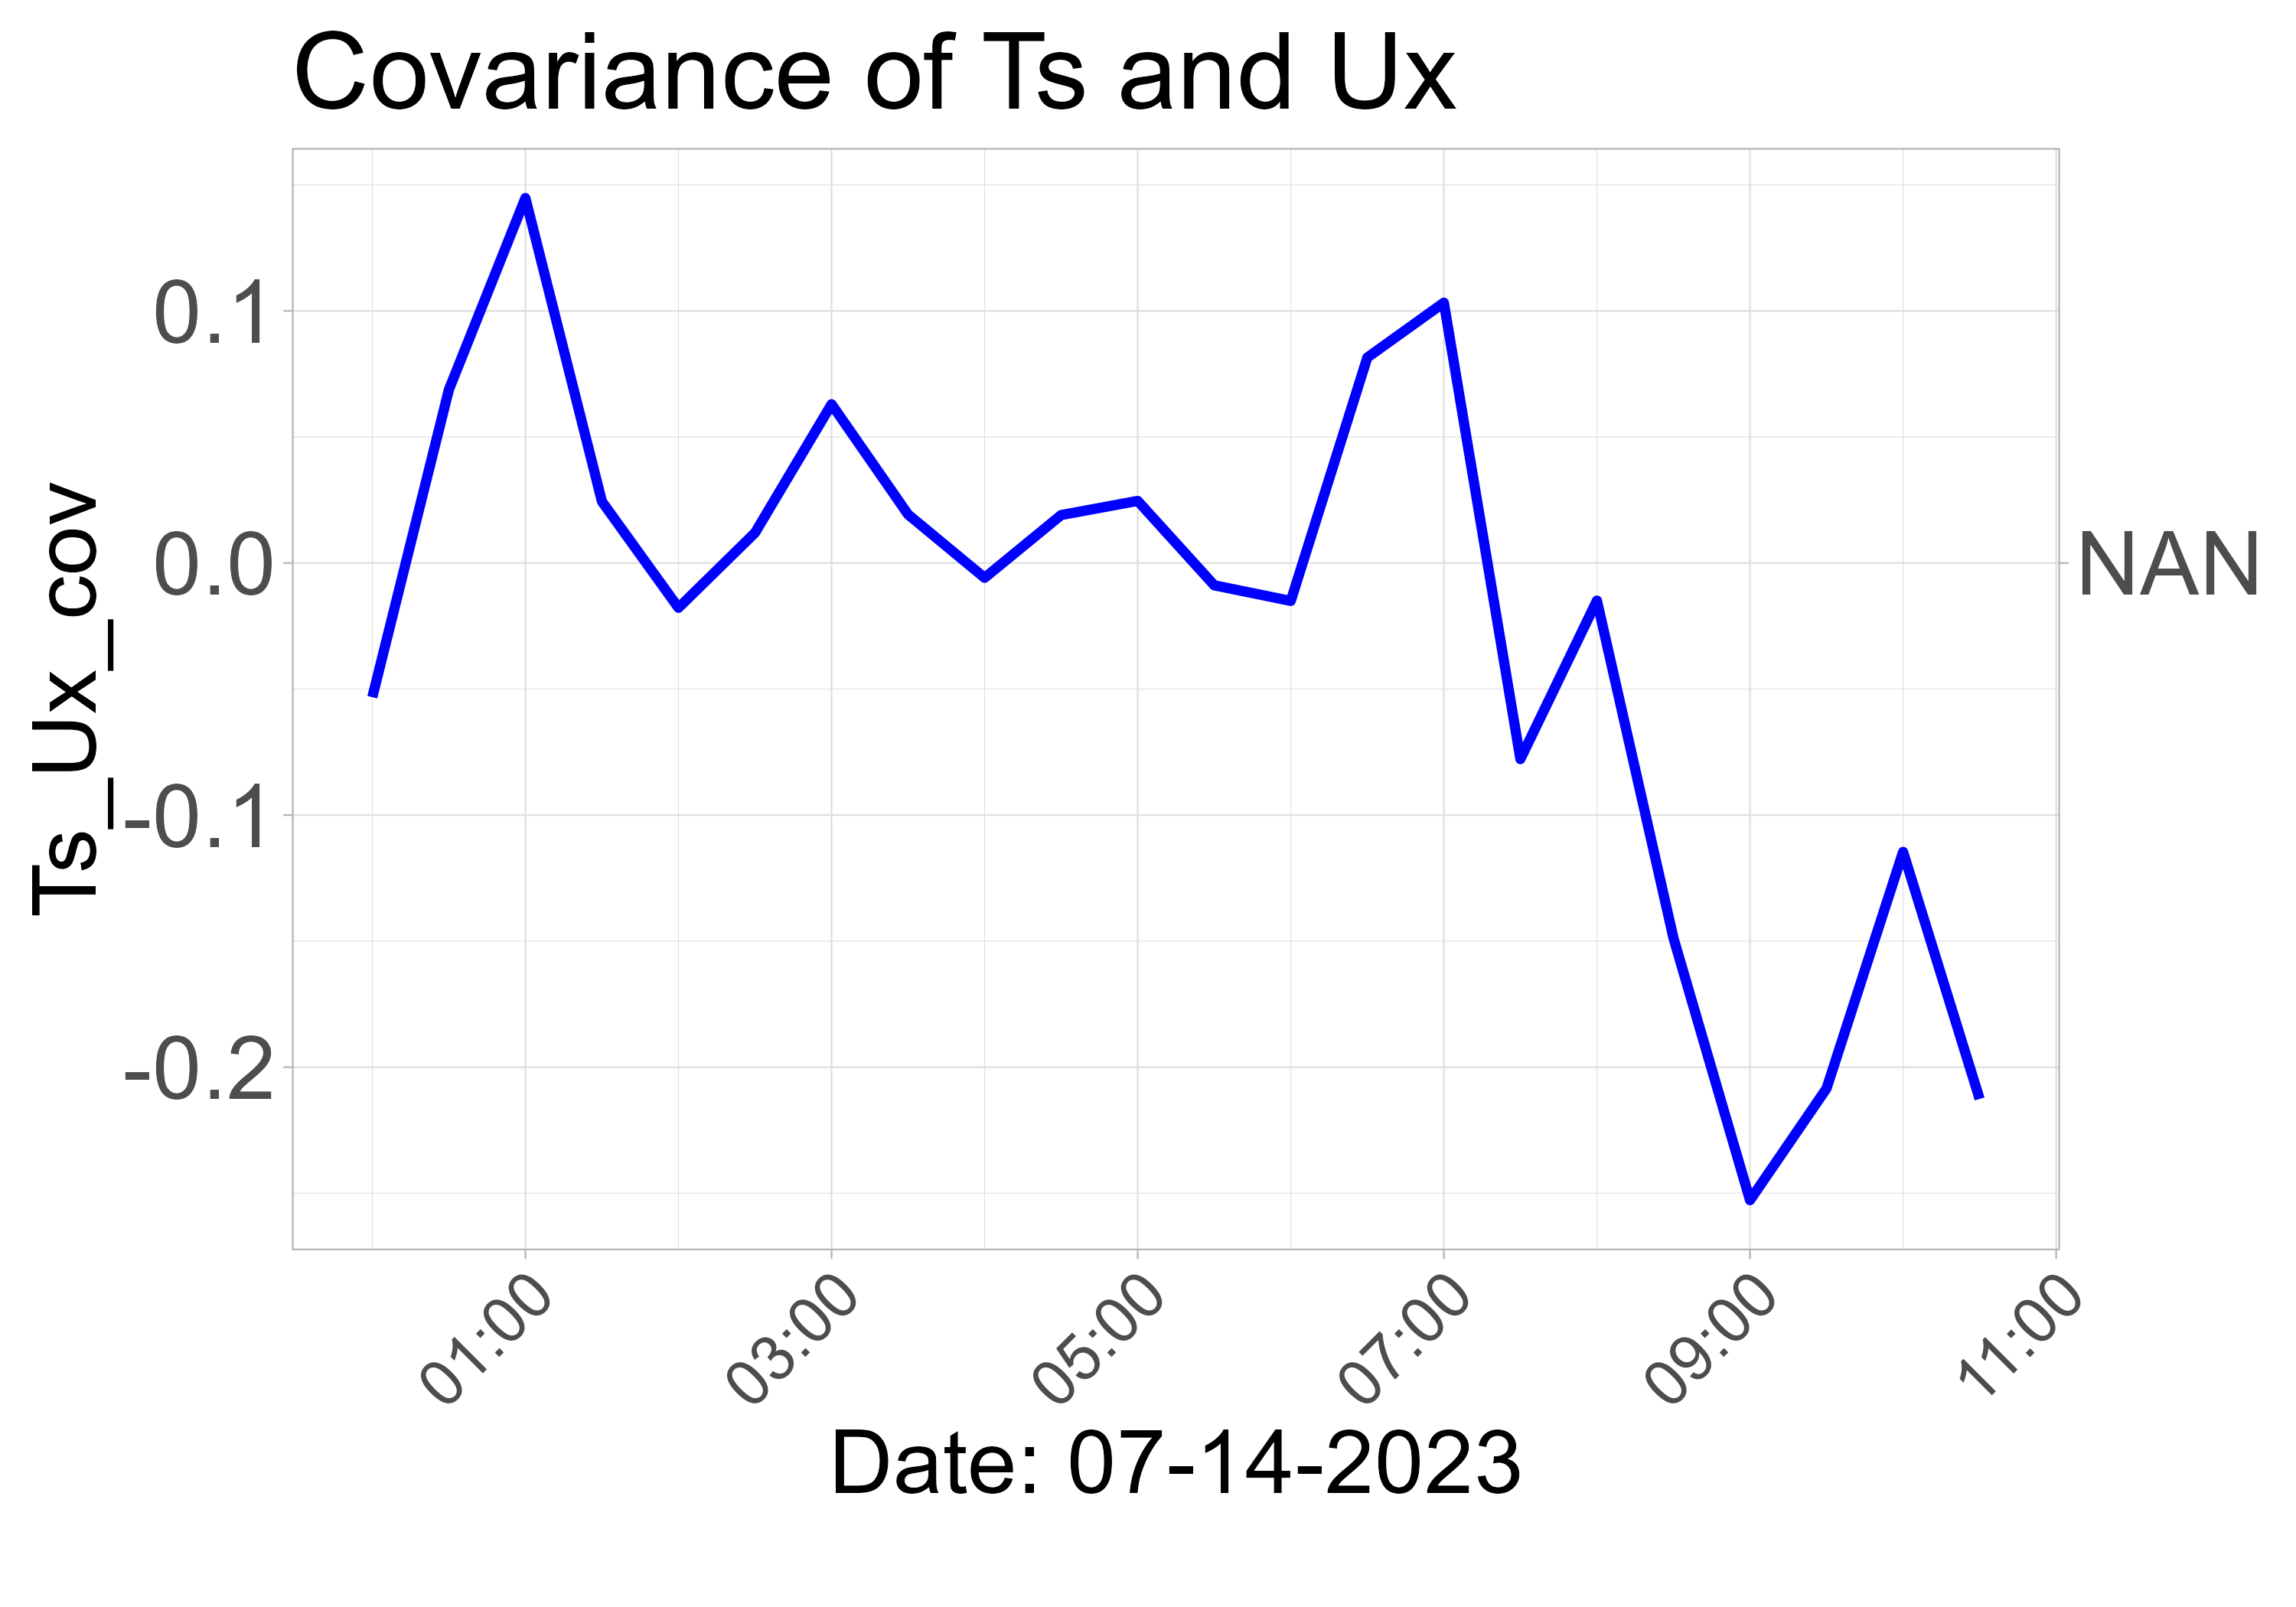 Covariance of Ts and Ux
Ts_Ux_cov
0.1
0.0
-0.1
-0.2
NAN
01:00
03:00
05:00
07:00
09:00
11:00
Date: 07-14-2023